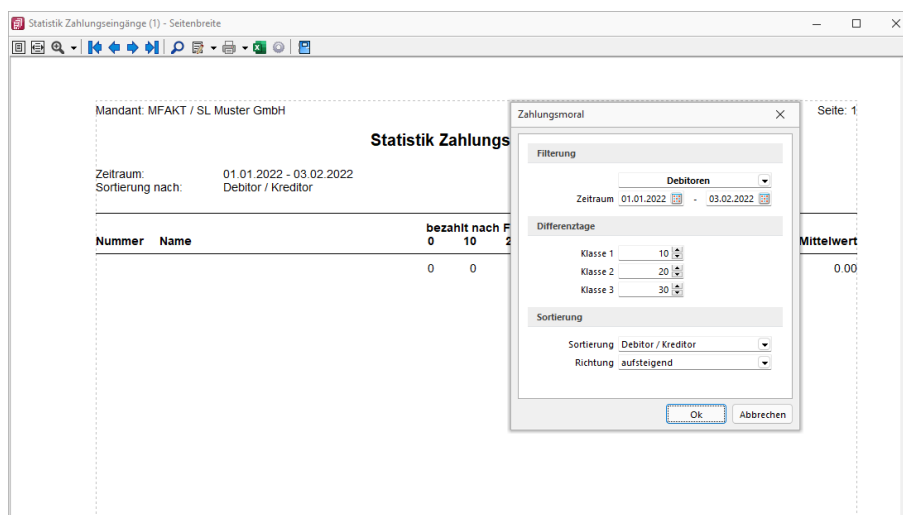 Statistik Zahlungseingänge (1) - Seitenbreite
Mandant: MFAKT / SL Muster GmbH
Seite: 1
Statistik Zahlungs
Zeitraum: 01.01.2022 - 03.02.2022
Sortierung nach: Debitor / Kreditor
bezahlt nach F
Nummer Name 0 10 2 Mittelwert
0 0 0.00
Zahlungsmoral
Filterung
Debitoren
Zeitraum 01.01.2022 - 03.02.2022
Differenztage
Klasse 1 10
Klasse 2 20
Klasse 3 30
Sortierung
Sortierung Debitor / Kreditor
Richtung aufsteigend
Ok Abbrechen